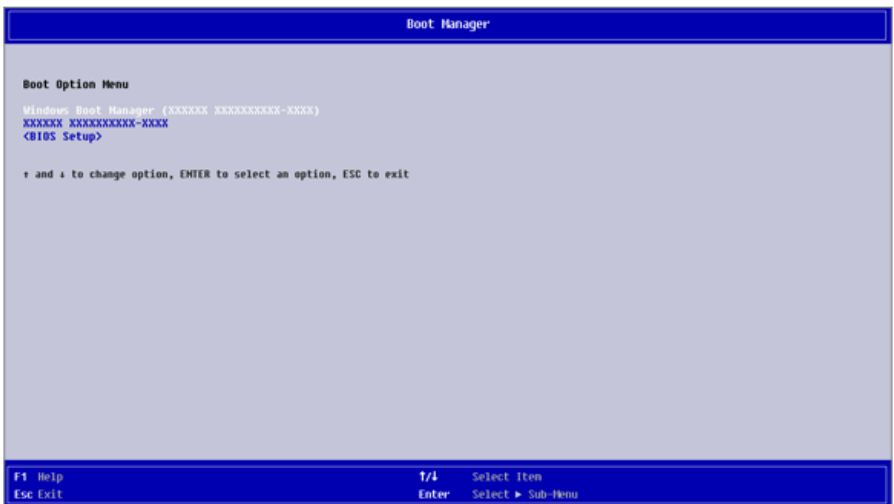 Boot Manager
Boot Option Menu
Windows Boot Manager (XXXXXX XXXXXXXXXX-XXXX)
XXXXXX XXXXXXXXXX-XXXX
<BIOS Setup>
↑ and ↓ to change option, ENTER to select an option, ESC to exit
F1 Help ↑/↓ Select Item
Esc Exit Enter Select ► Sub-Menu